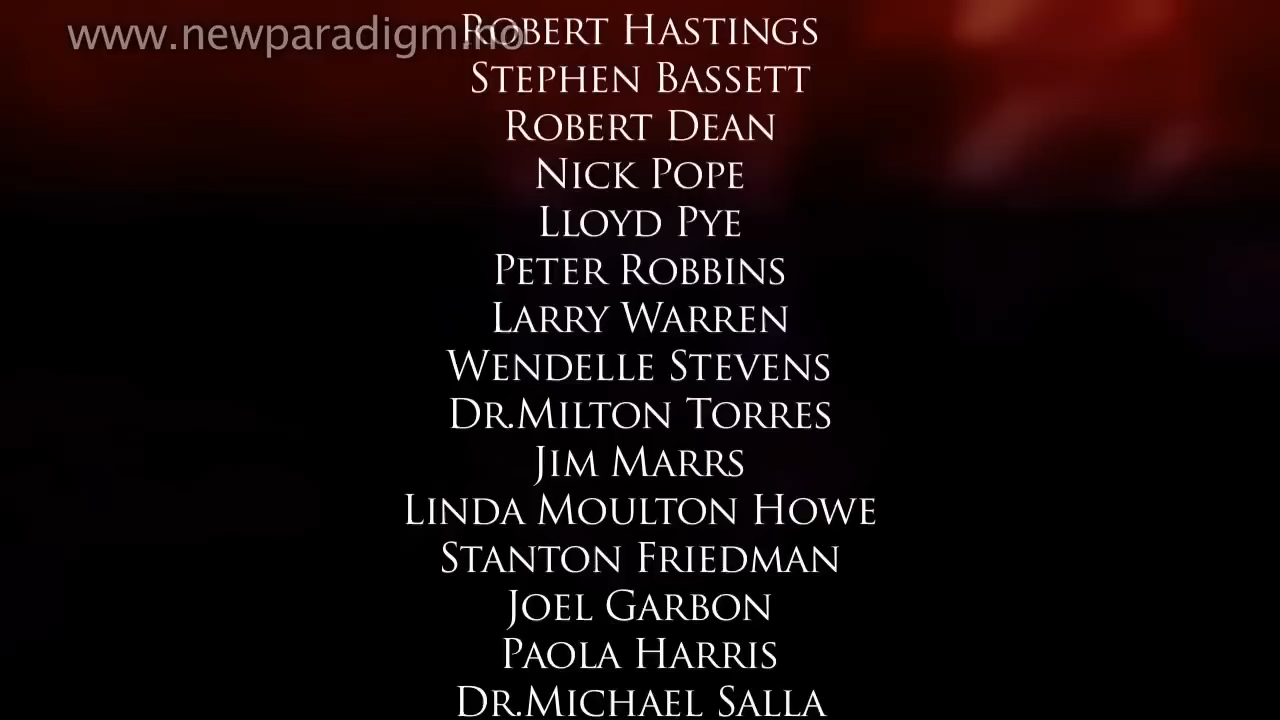 www.newparadigm.no
ROBERT HASTINGS
STEPHEN BASSETT
ROBERT DEAN
NICK POPE
LLOYD PYE
PETER ROBBINS
LARRY WARREN
WENDELLE STEVENS
DR.MILTON TORRES
JIM MARRS
LINDA MOULTON HOWE
STANTON FRIEDMAN
JOEL GARBON
PAOLA HARRIS
DR.MICHAEL SALLA